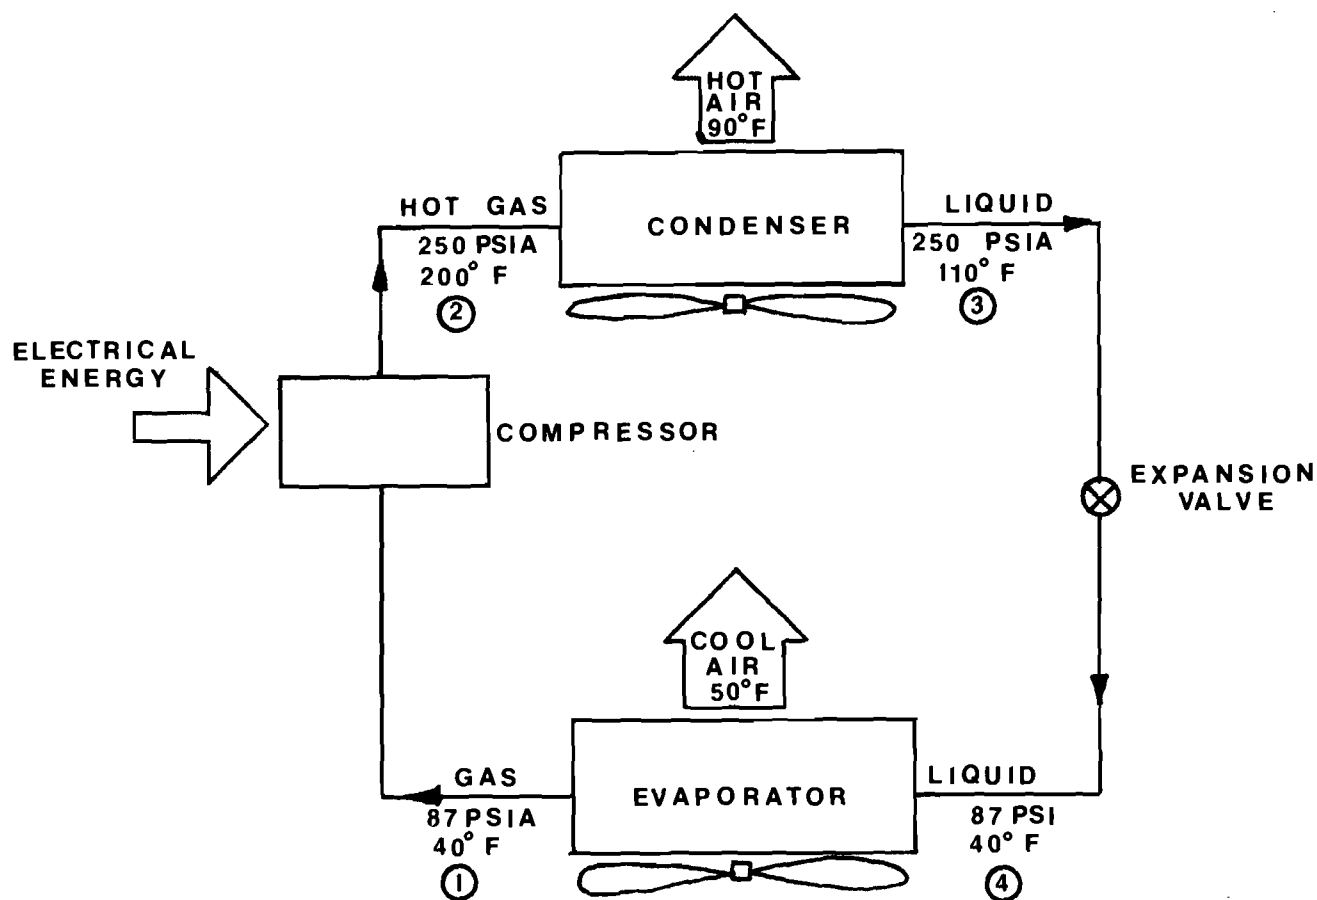 HOT
AIR
90°F
HOT GAS
250 PSIA
200° F
2
CONDENSER
LIQUID
250 PSIA
110° F
3
ELECTRICAL
ENERGY
COMPRESSOR
EXPANSION
VALVE
COOL
AIR
50°F
GAS
87 PSIA
40° F
1
EVAPORATOR
LIQUID
87 PSI
40° F
4